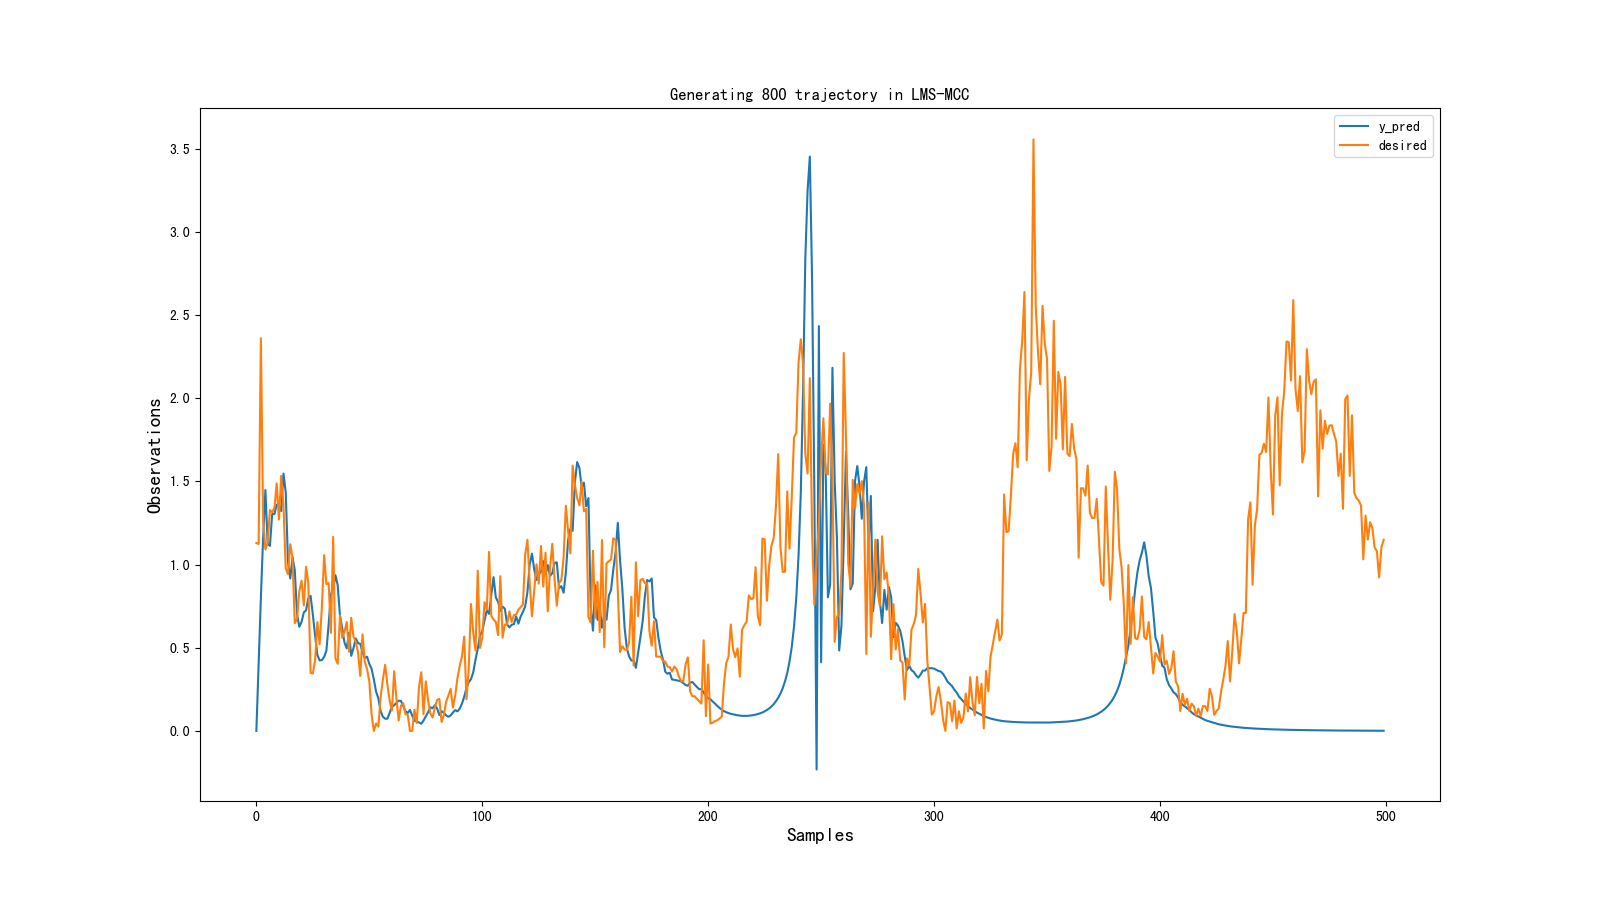 Generating 800 trajectory in LMS-MCC
y_pred
desired
3.5
3.0
2.5
2.0
1.5
1.0
0.5
0.0
Observations
0 100 200 300 400 500
Samples